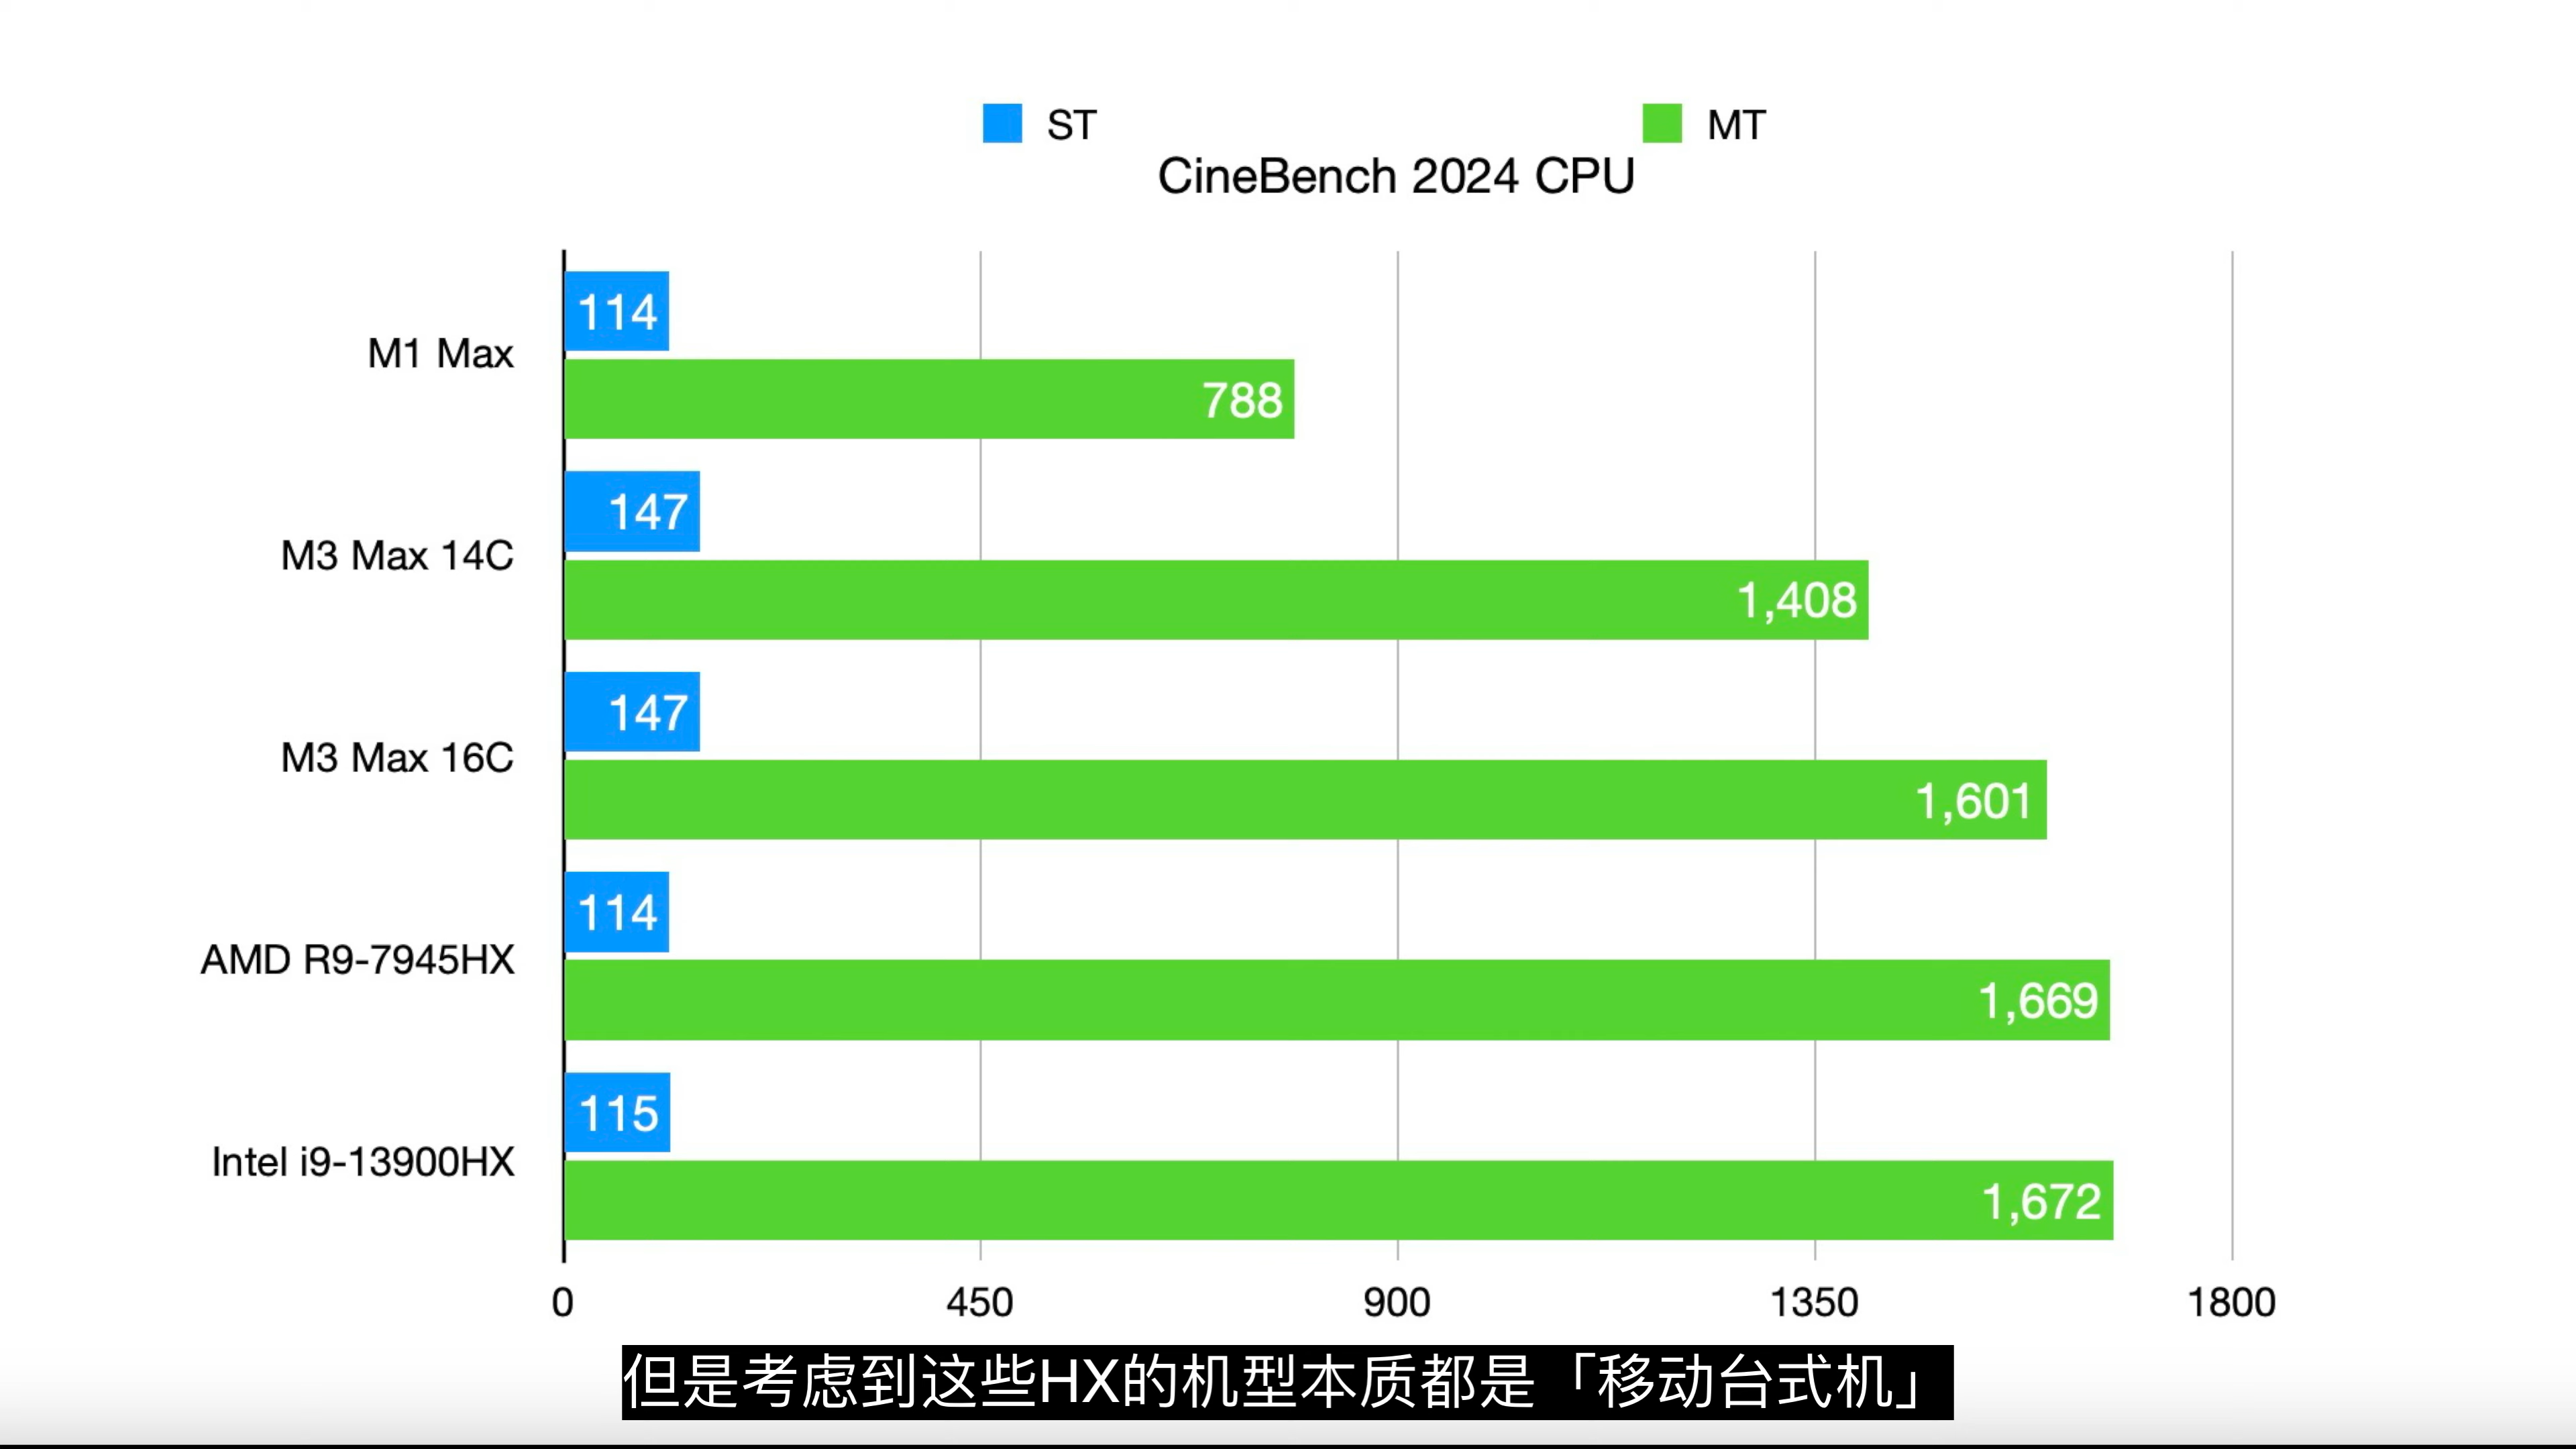 ST
MT
CineBench 2024 CPU
M1 Max
114
788
M3 Max 14C
147
1,408
M3 Max 16C
147
1,601
AMD R9-7945HX
114
1,669
Intel i9-13900HX
115
1,672
0 450 900 1350 1800
但是考虑到这些HX的机型本质都是「移动台式机」